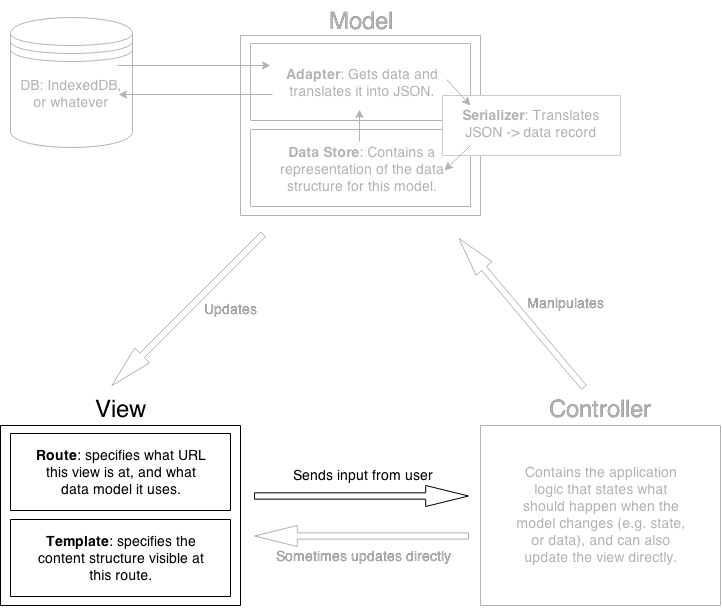 Model
DB: IndexedDB,
or whatever
Adapter: Gets data and
translates it into JSON.
Serializer: Translates
JSON -> data record
Data Store: Contains a
representation of the data
structure for this model.
Updates
Manipulates
View
Controller
Route: specifies what URL
this view is at, and what
data model it uses.
Template: specifies the
content structure visible at
this route.
Sends input from user
Sometimes updates directly
Contains the application
logic that states what
should happen when the
model changes (e.g. state,
or data), and can also
update the view directly.